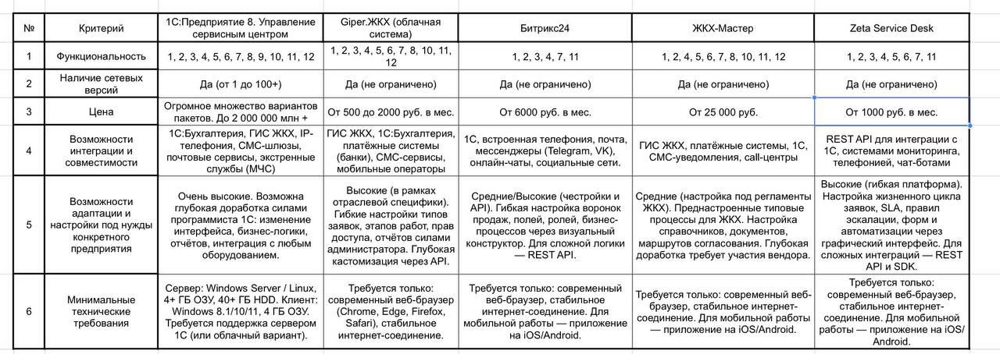 №
Критерий
1С:Предприятие 8. Управление
сервисным центром
Giper.ЖКХ (облачная
система)
Битрикс24
ЖКХ-Мастер
Zeta Service Desk
1
Функциональность
1, 2, 3, 4, 5, 6, 7, 8, 9, 10, 11, 12
1, 2, 3, 4, 5, 6, 7, 8, 10, 11,
12
1, 2, 3, 4, 7, 11
1, 2, 4, 5, 6, 7, 8, 10, 11, 12
1, 2, 3, 4, 5, 6, 7, 11
2
Наличие сетевых
версий
Да (от 1 до 100+)
Да (не ограничено)
Да (не ограничено)
Да (не ограничено)
Да (не ограничено)
3
Цена
Огромное множество вариантов
пакетов. До 2 000 000 млн +
От 500 до 2000 руб. в мес.
От 6000 руб. в мес.
От 25 000 руб.
От 1000 руб. в мес.
4
Возможности
интеграции и
совместимости
1С:Бухгалтерия, ГИС ЖКХ, IP-
телефония, СМС-шлюзы,
почтовые сервисы, экстренные
службы (МЧС)
ГИС ЖКХ, 1С:Бухгалтерия,
платёжные системы
(банки), СМС-сервисы,
мобильные операторы
1С, встроенная телефония, почта,
мессенджеры (Telegram, VK),
онлайн-чаты, социальные сети.
ГИС ЖКХ, платёжные системы, 1С,
СМС-уведомления, call-центры
REST API для интеграции с
1С, системами мониторинга,
телефонией, чат-ботами
5
Возможности
адаптации и
настройки под нужды
конкретного
предприятия
Очень высокие. Возможна
глубокая доработка силами
программиста 1С: изменение
интерфейса, бизнес-логики,
отчётов, интеграция с любым
оборудованием.
Высокие (в рамках
отраслевой специфики).
Гибкие настройки типов
заявок, этапов работ, прав
доступа, отчётов силами
администратора. Глубокая
кастомизация через API.
Средние/Высокие (честройки и
API). Гибкая настройка воронок
продаж, полей, ролей, бизнес-
процессов через визуальный
конструктор. Для сложной логики
— REST API.
Средние (настройка под регламенты
ЖКХ). Преднастроенные типовые
процессы для ЖКХ. Настройка
справочников, документов,
маршрутов согласования. Глубокая
доработка требует участия вендора.
Высокие (гибкая платформа).
Настройка жизненного цикла
заявок, SLA, правил
эскалации, форм и
автоматизации через
графический интерфейс. Для
сложных интеграций — REST
API и SDK.
6
Минимальные
технические
требования
Сервер: Windows Server / Linux,
4+ ГБ ОЗУ, 40+ ГБ HDD. Клиент:
Windows 8.1/10/11, 4 ГБ ОЗУ.
Требуется поддержка сервером
1С (или облачный вариант).
Требуется только:
современный веб-браузер
(Chrome, Edge, Firefox,
Safari), стабильное
интернет-соединение.
Требуется только: современный
веб-браузер, стабильное
интернет-соединение. Для
мобильной работы — приложение
на iOS/Android.
Требуется только: современный веб-
браузер, стабильное интернет-
соединение. Для мобильной работы
— приложение на iOS/Android.
Требуется только:
современный веб-браузер,
стабильное интернет-
соединение. Для мобильной
работы — приложение на iOS/
Android.